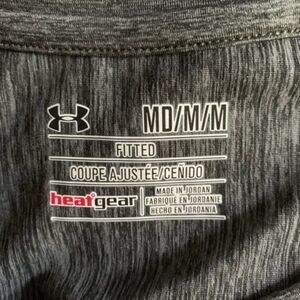 MD/M/M
FITTED
COUPE AJUSTÉE/CEÑIDO
heatgear
MADE IN JORDAN
FABRIQUÉ EN JORDANIE
HECHO EN JORDANIA